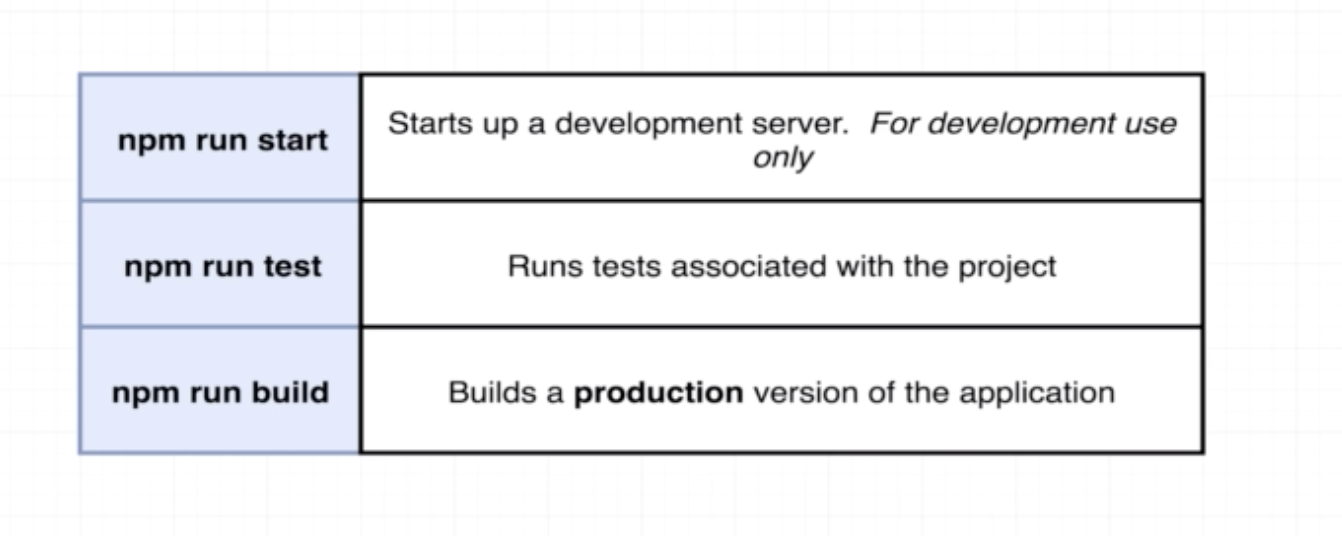 npm run start
Starts up a development server. For development use
only
npm run test
Runs tests associated with the project
npm run build
Builds a production version of the application